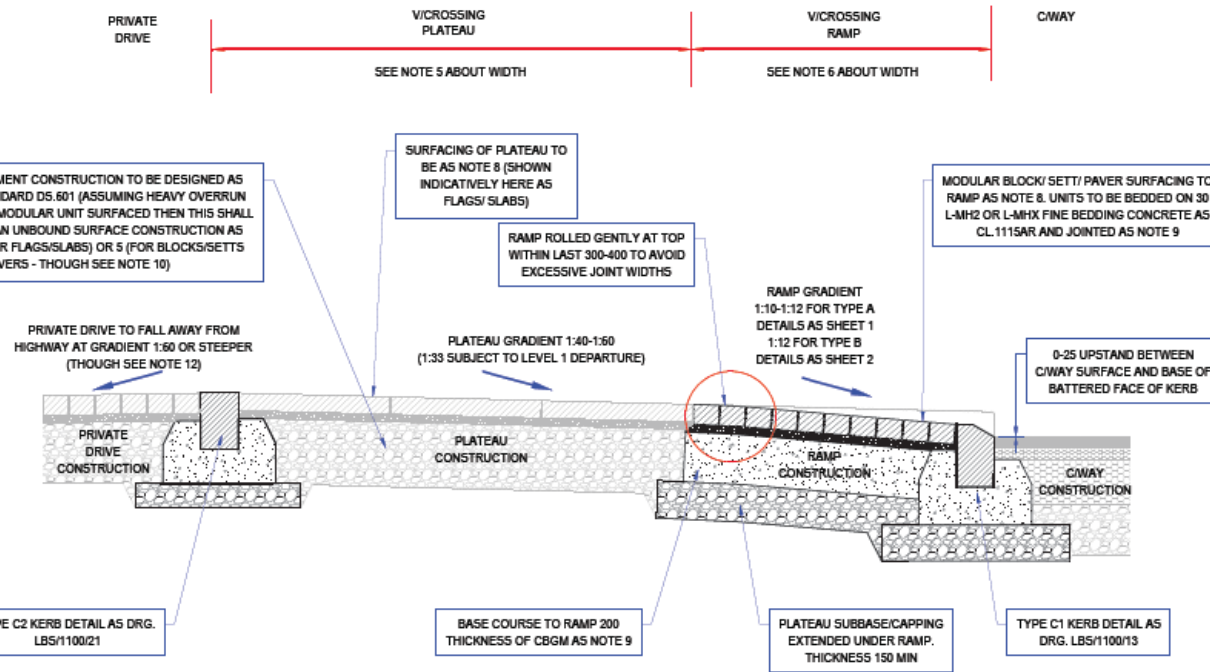 PRIVATE
DRIVE
V/CROSSING
PLATEAU
V/CROSSING
RAMP
C/WAY
SEE NOTE 5 ABOUT WIDTH
SEE NOTE 6 ABOUT WIDTH
CONSTRUCTION TO BE DESIGNED AS
DS.601 (ASSUMING HEAVY OVERRUN
MODULAR UNIT SURFACED THEN THIS SHALL
AN UNBOUND SURFACE CONSTRUCTION AS
FLAGS/SLABS) OR 5 (FOR BLOCKS/SETTS
- THOUGH SEE NOTE 10)
SURFACING OF PLATEAU TO
BE AS NOTE 8 (SHOWN
INDICATIVELY HERE AS
FLAGS/ SLABS)
RAMP ROLLED GENTLY AT TOP
WITHIN LAST 300-400 TO AVOID
EXCESSIVE JOINT WIDTHS
MODULAR BLOCK/ SETT/ PAVER SURFACING TO
RAMP AS NOTE 8. UNITS TO BE BEDDED ON 30
L-MH2 OR L-MHX FINE BEDDING CONCRETE AS
CL.1115AR AND JOINTED AS NOTE 9
PRIVATE DRIVE TO FALL AWAY FROM
HIGHWAY AT GRADIENT 1:60 OR STEEPER
(THOUGH SEE NOTE 12)
PLATEAU GRADIENT 1:40-1:60
(1:33 SUBJECT TO LEVEL 1 DEPARTURE)
RAMP GRADIENT
1:10-1:12 FOR TYPE A
DETAILS AS SHEET 1
1:12 FOR TYPE B
DETAILS AS SHEET 2
0-25 UPSTAND BETWEEN
C/WAY SURFACE AND BASE OF
BATTERED FACE OF KERB
PRIVATE
DRIVE
CONSTRUCTION
PLATEAU
CONSTRUCTION
RAMP
CONSTRUCTION
C/WAY
CONSTRUCTION
C2 KERB DETAIL AS DRG.
LBS/1100/21
BASE COURSE TO RAMP 200
THICKNESS OF CBGM AS NOTE 9
PLATEAU SUBBASE/CAPPING
EXTENDED UNDER RAMP.
THICKNESS 150 MIN
TYPE C1 KERB DETAIL AS
DRG. LBS/1100/13